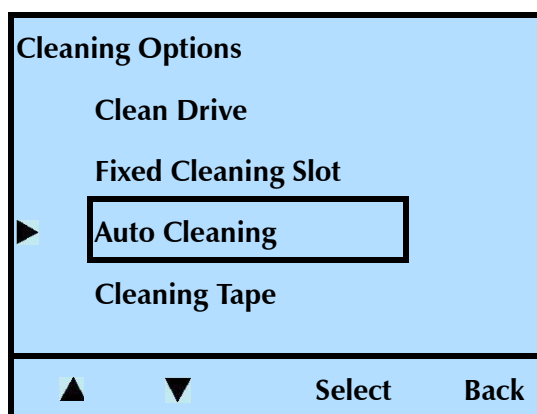 Cleaning Options
Clean Drive
Fixed Cleaning Slot
Auto Cleaning
Cleaning Tape
Select Back